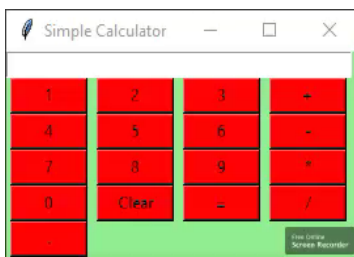 Simple Calculator
1 2 3 +
4 5 6 -
7 8 9 *
0 Clear = /
.
Free Online
Screen Recorder